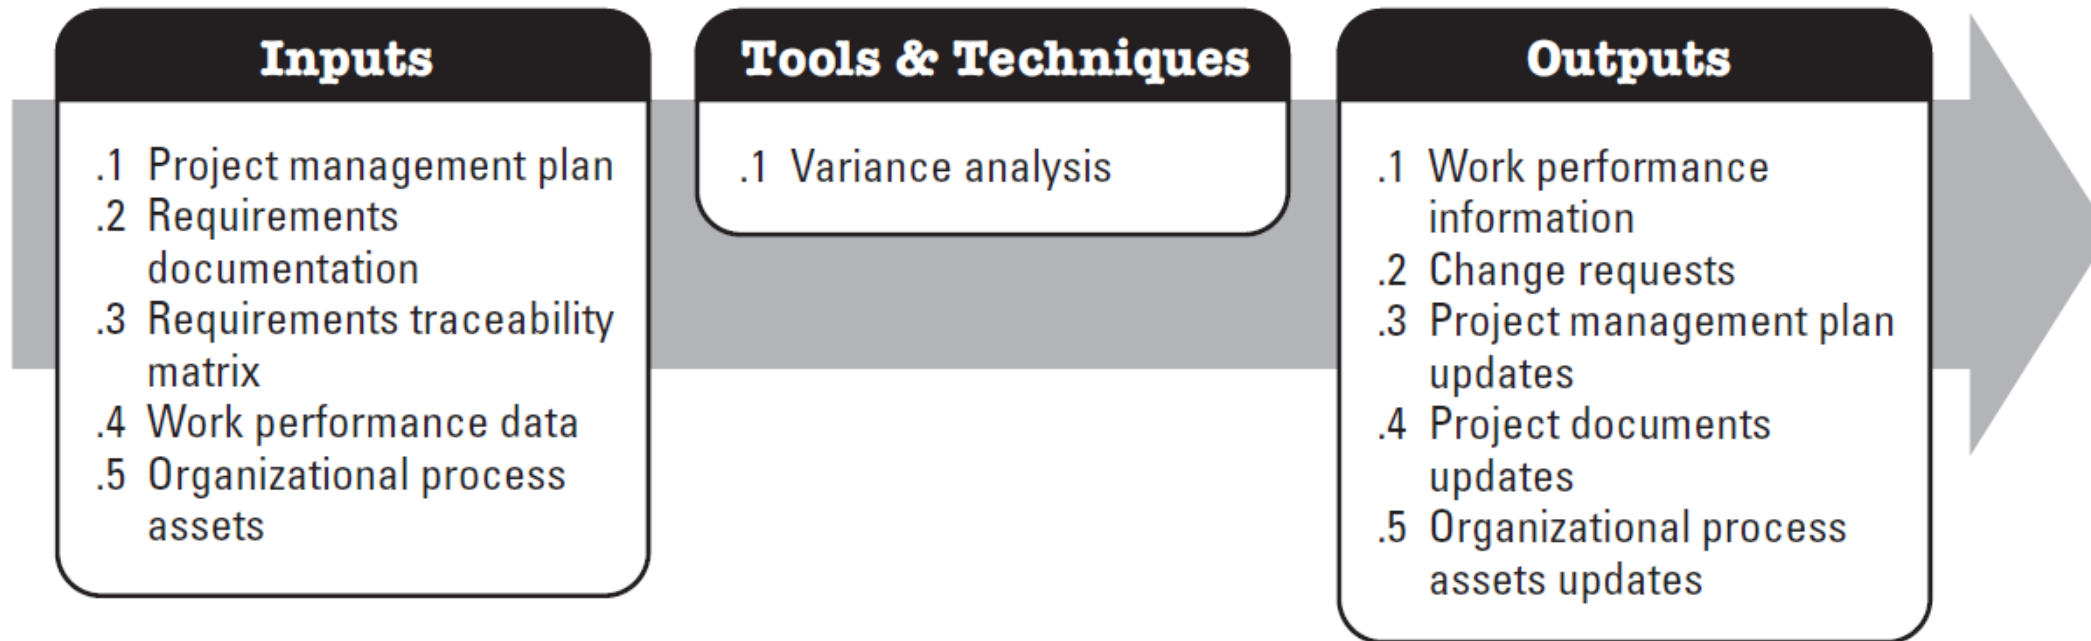 Inputs
.1 Project management plan
.2 Requirements
documentation
.3 Requirements traceability
matrix
.4 Work performance data
.5 Organizational process
assets
Tools & Techniques
.1 Variance analysis
Outputs
.1 Work performance
information
.2 Change requests
.3 Project management plan
updates
.4 Project documents
updates
.5 Organizational process
assets updates